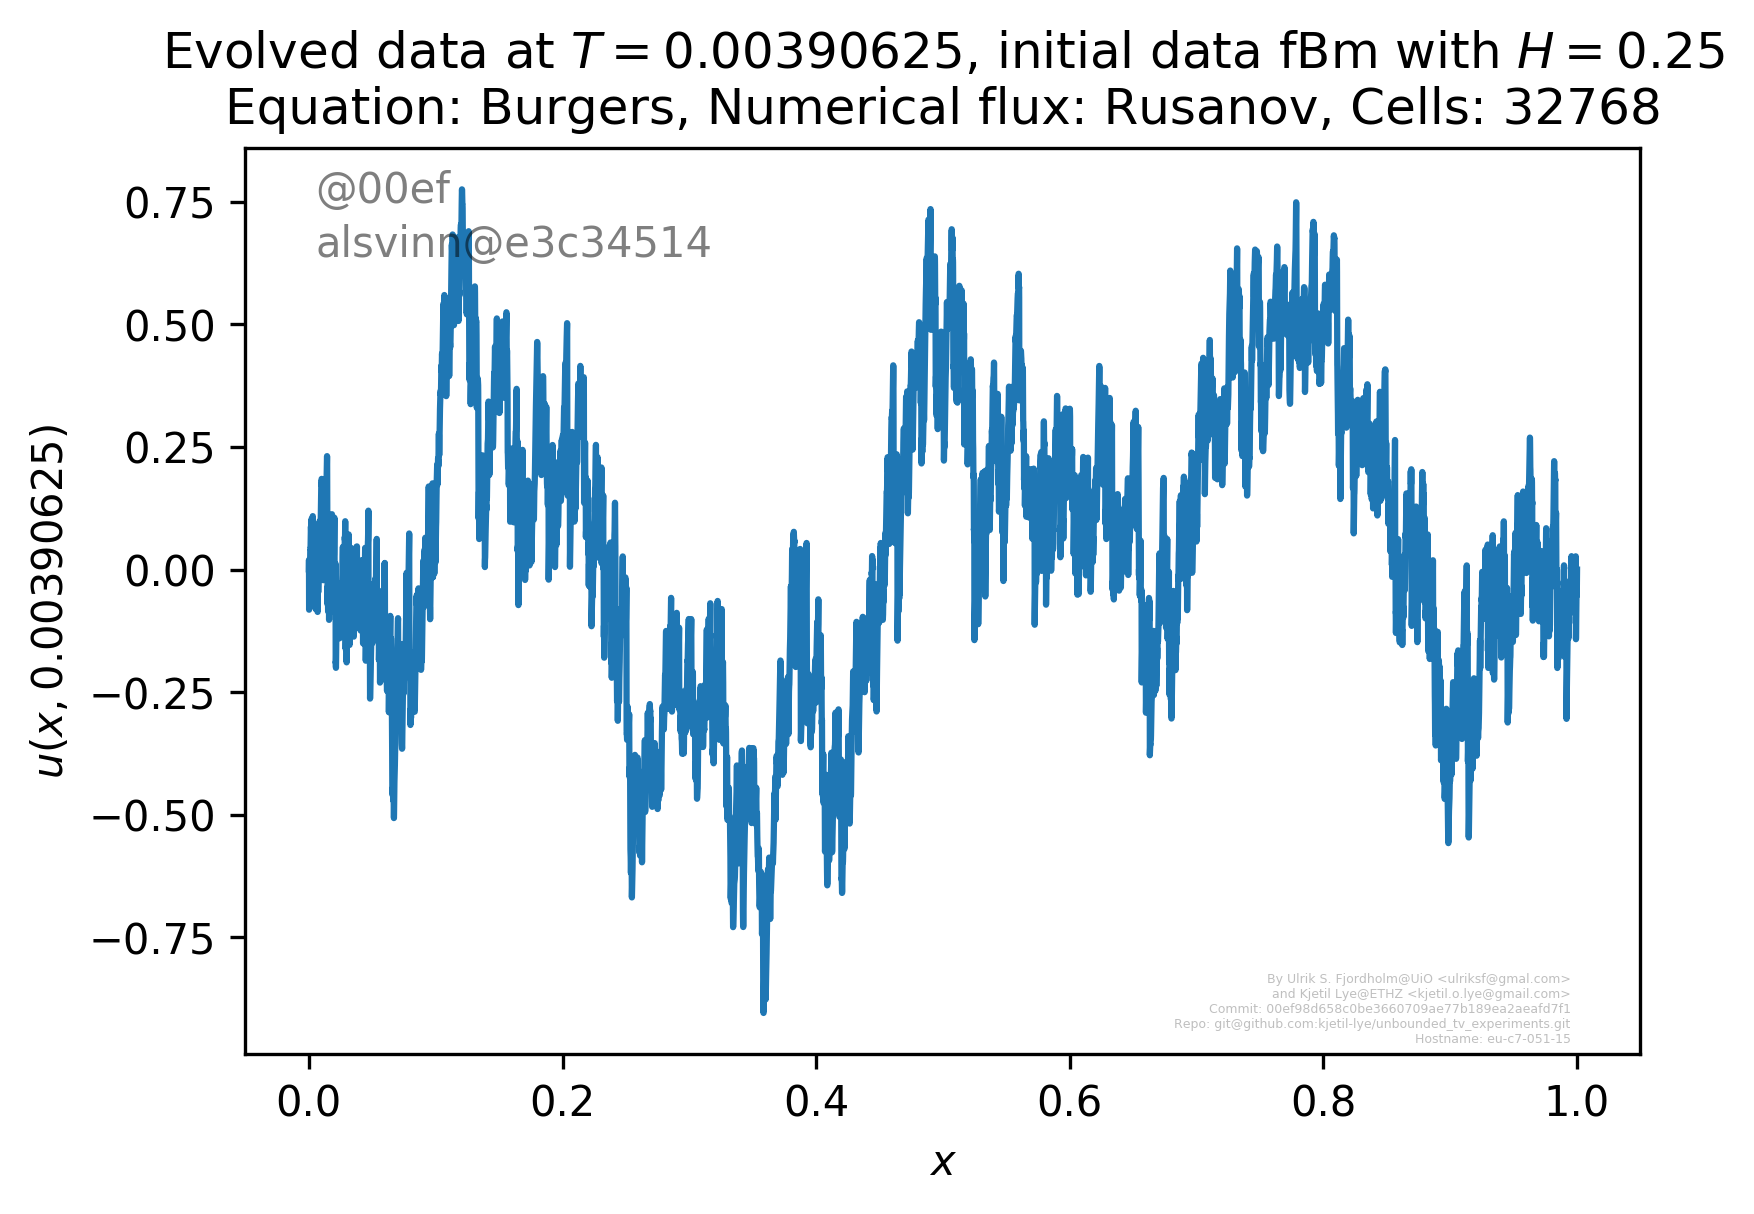 Evolved data at T = 0.00390625, initial data fBm with H = 0.25
Equation: Burgers, Numerical flux: Rusanov, Cells: 32768
@00ef
alsvinn@e3c34514
0.75
0.50
0.25
0.00
−0.25
−0.50
−0.75
u(x, 0.00390625)
By Ulrik S. Fjordholm@UiO <ulriksf@gmal.com>
and Kjetil Lye@ETHZ <kjetil.o.lye@gmail.com>
Commit: 00ef98d658c0be3660709ae77b189ea2aeafd7f1
Repo: git@github.com:kjetil-lye/unbounded_tv_experiments.git
Hostname: eu-c7-051-15
0.0 0.2 0.4 0.6 0.8 1.0
x